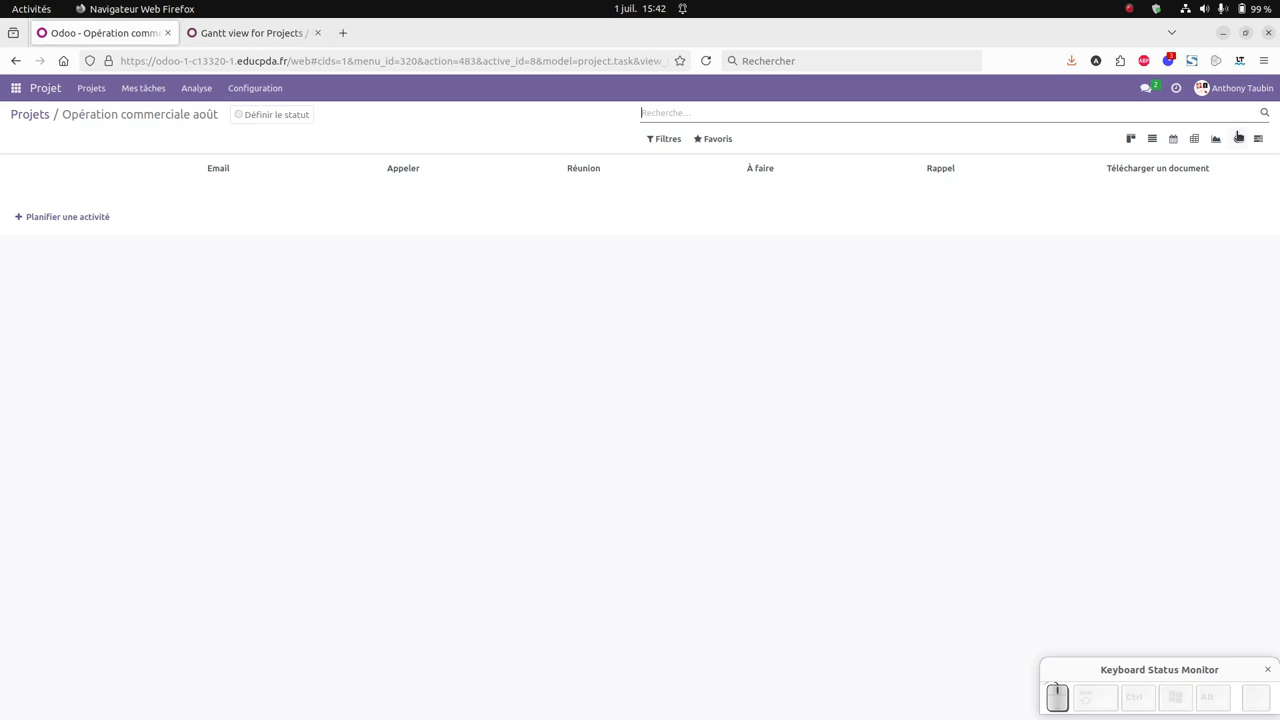 Activités Navigateur Web Firefox 1 juil. 15:42 99 %
Odoo - Opération comme Gantt view for Projects /
https://odoo-1-c13320-1.educpda.fr/web#cids=1&menu_id=320&action=483&active_id=8&model=project.task&view_ Rechercher
Projet Projets Mes tâches Analyse Configuration 2 Anthony Taubin
Projets / Opération commerciale août Définir le statut Recherche...
Filtres Favoris
Email Appeler Réunion À faire Rappel Télécharger un document
+ Planifier une activité
Keyboard Status Monitor
Ctrl Alt